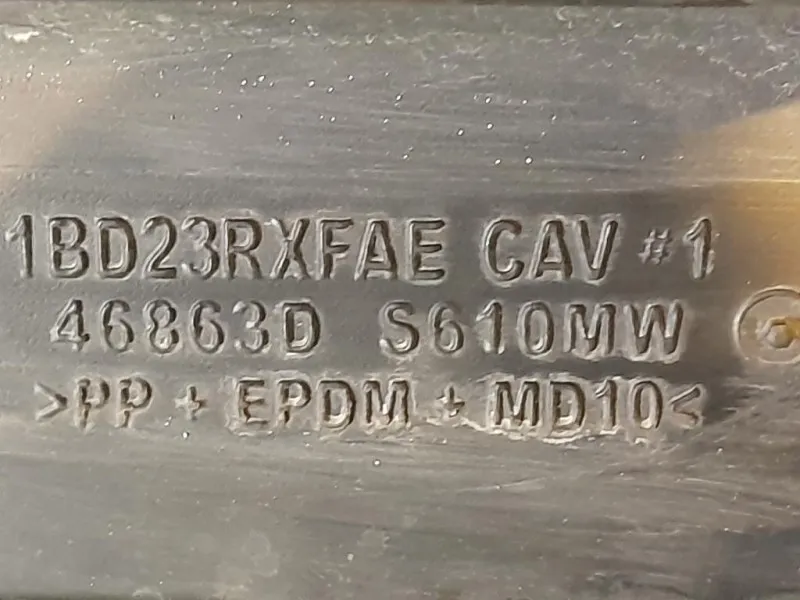 1BD23RXFAE CAV #1
46863D S610MW
>PP + EPDM + MD10<